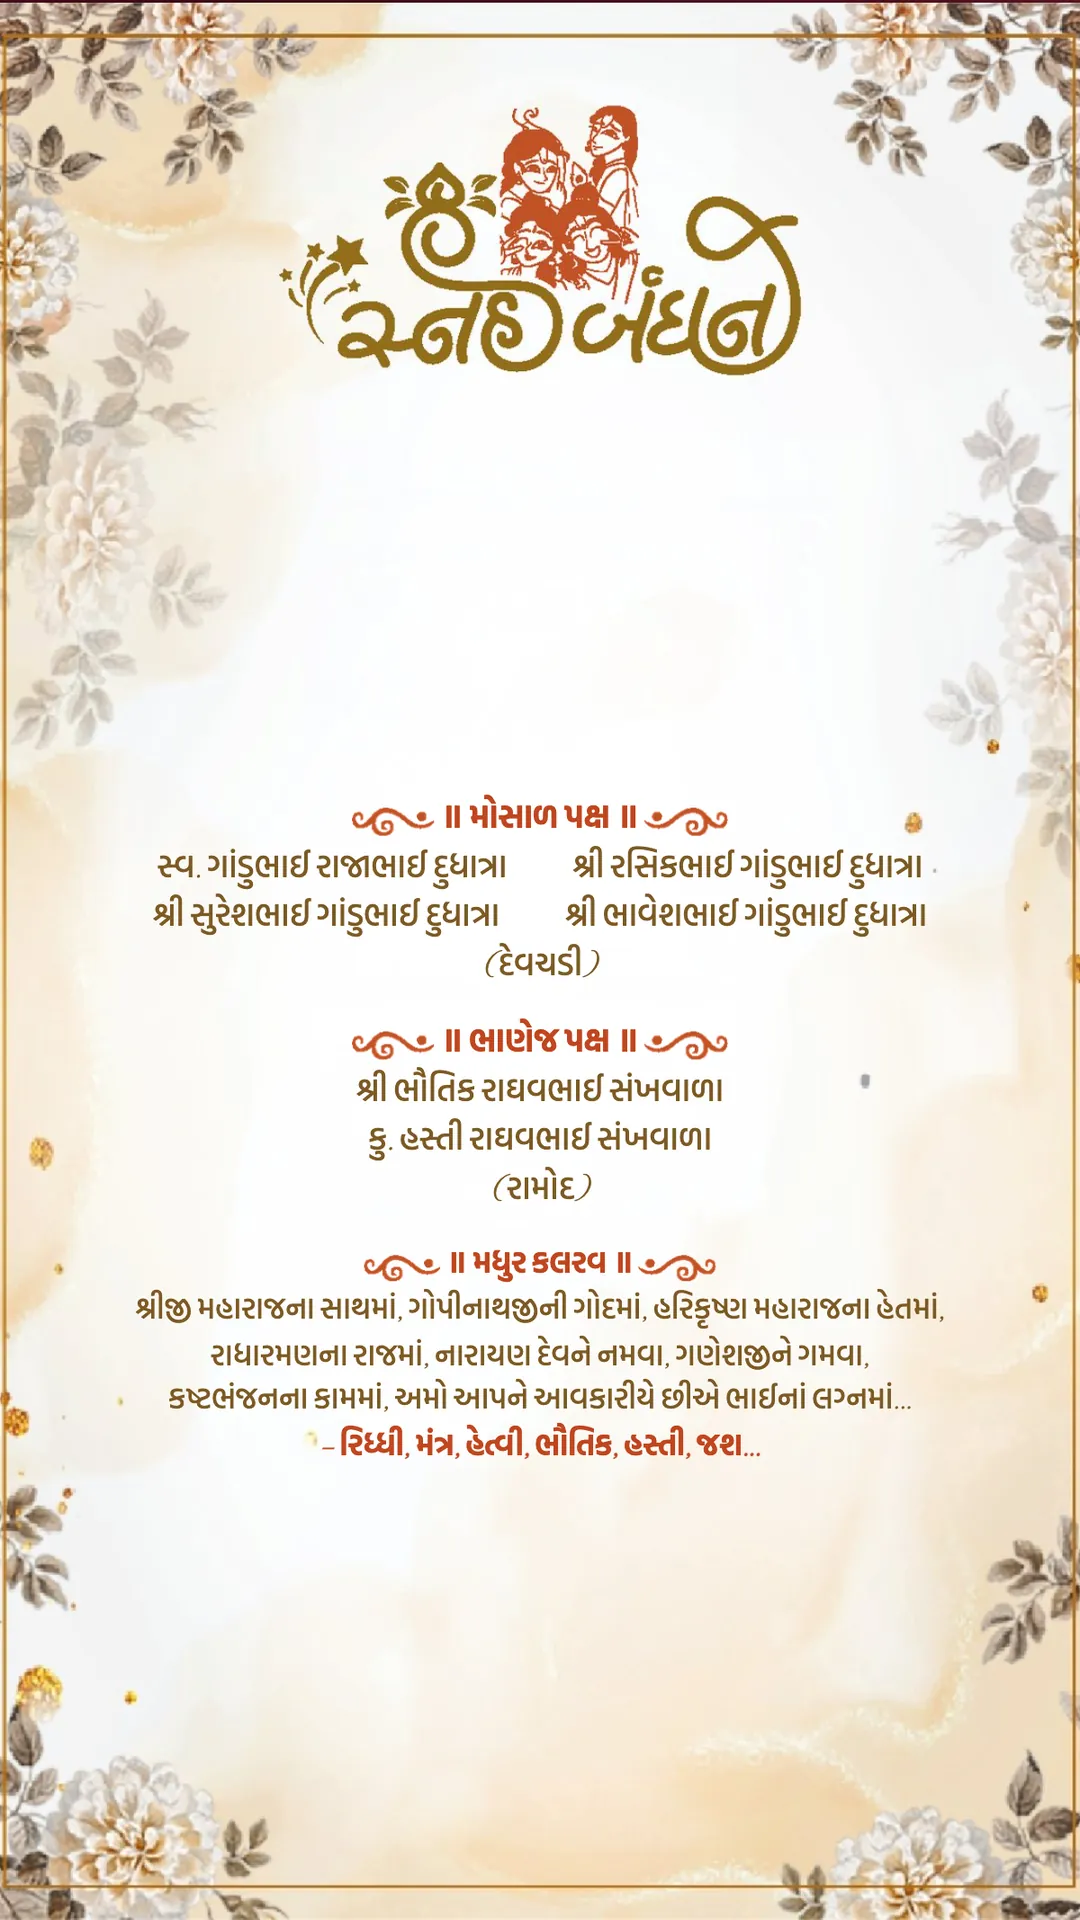 સ્નેહ બંધન
॥ મોસાળ પક્ષ ॥
સ્વ. ગાંડુભાઈ રાજાભાઈ દુધાત્રા શ્રી રસિકભાઈ ગાંડુભાઈ દુધાત્રા
શ્રી સુરેશભાઈ ગાંડુભાઈ દુધાત્રા શ્રી ભાવેશભાઈ ગાંડુભાઈ દુધાત્રા
(દેવચડી)
॥ ભાણેજ પક્ષ ॥
શ્રી ભૌતિક રાઘવભાઈ સંખવાળા
કુ. હસ્તી રાઘવભાઈ સંખવાળા
(રામોદ)
॥ મધુર કલરવ ॥
શ્રીજી મહારાજના સાથમાં, ગોપીનાથજીની ગોદમાં, હરિકૃષ્ણ મહારાજના હેતમાં,
રાધારમણના રાજમાં, નારાયણ દેવને નમવા, ગણેશજીને ગમવા,
કષ્ટભંજનના કામમાં, અમો આપને આવકારીયે છીએ ભાઈનાં લગ્નમાં...
– રિધ્ધી, મંત્ર, હેત્વી, ભૌતિક, હસ્તી, જશ...